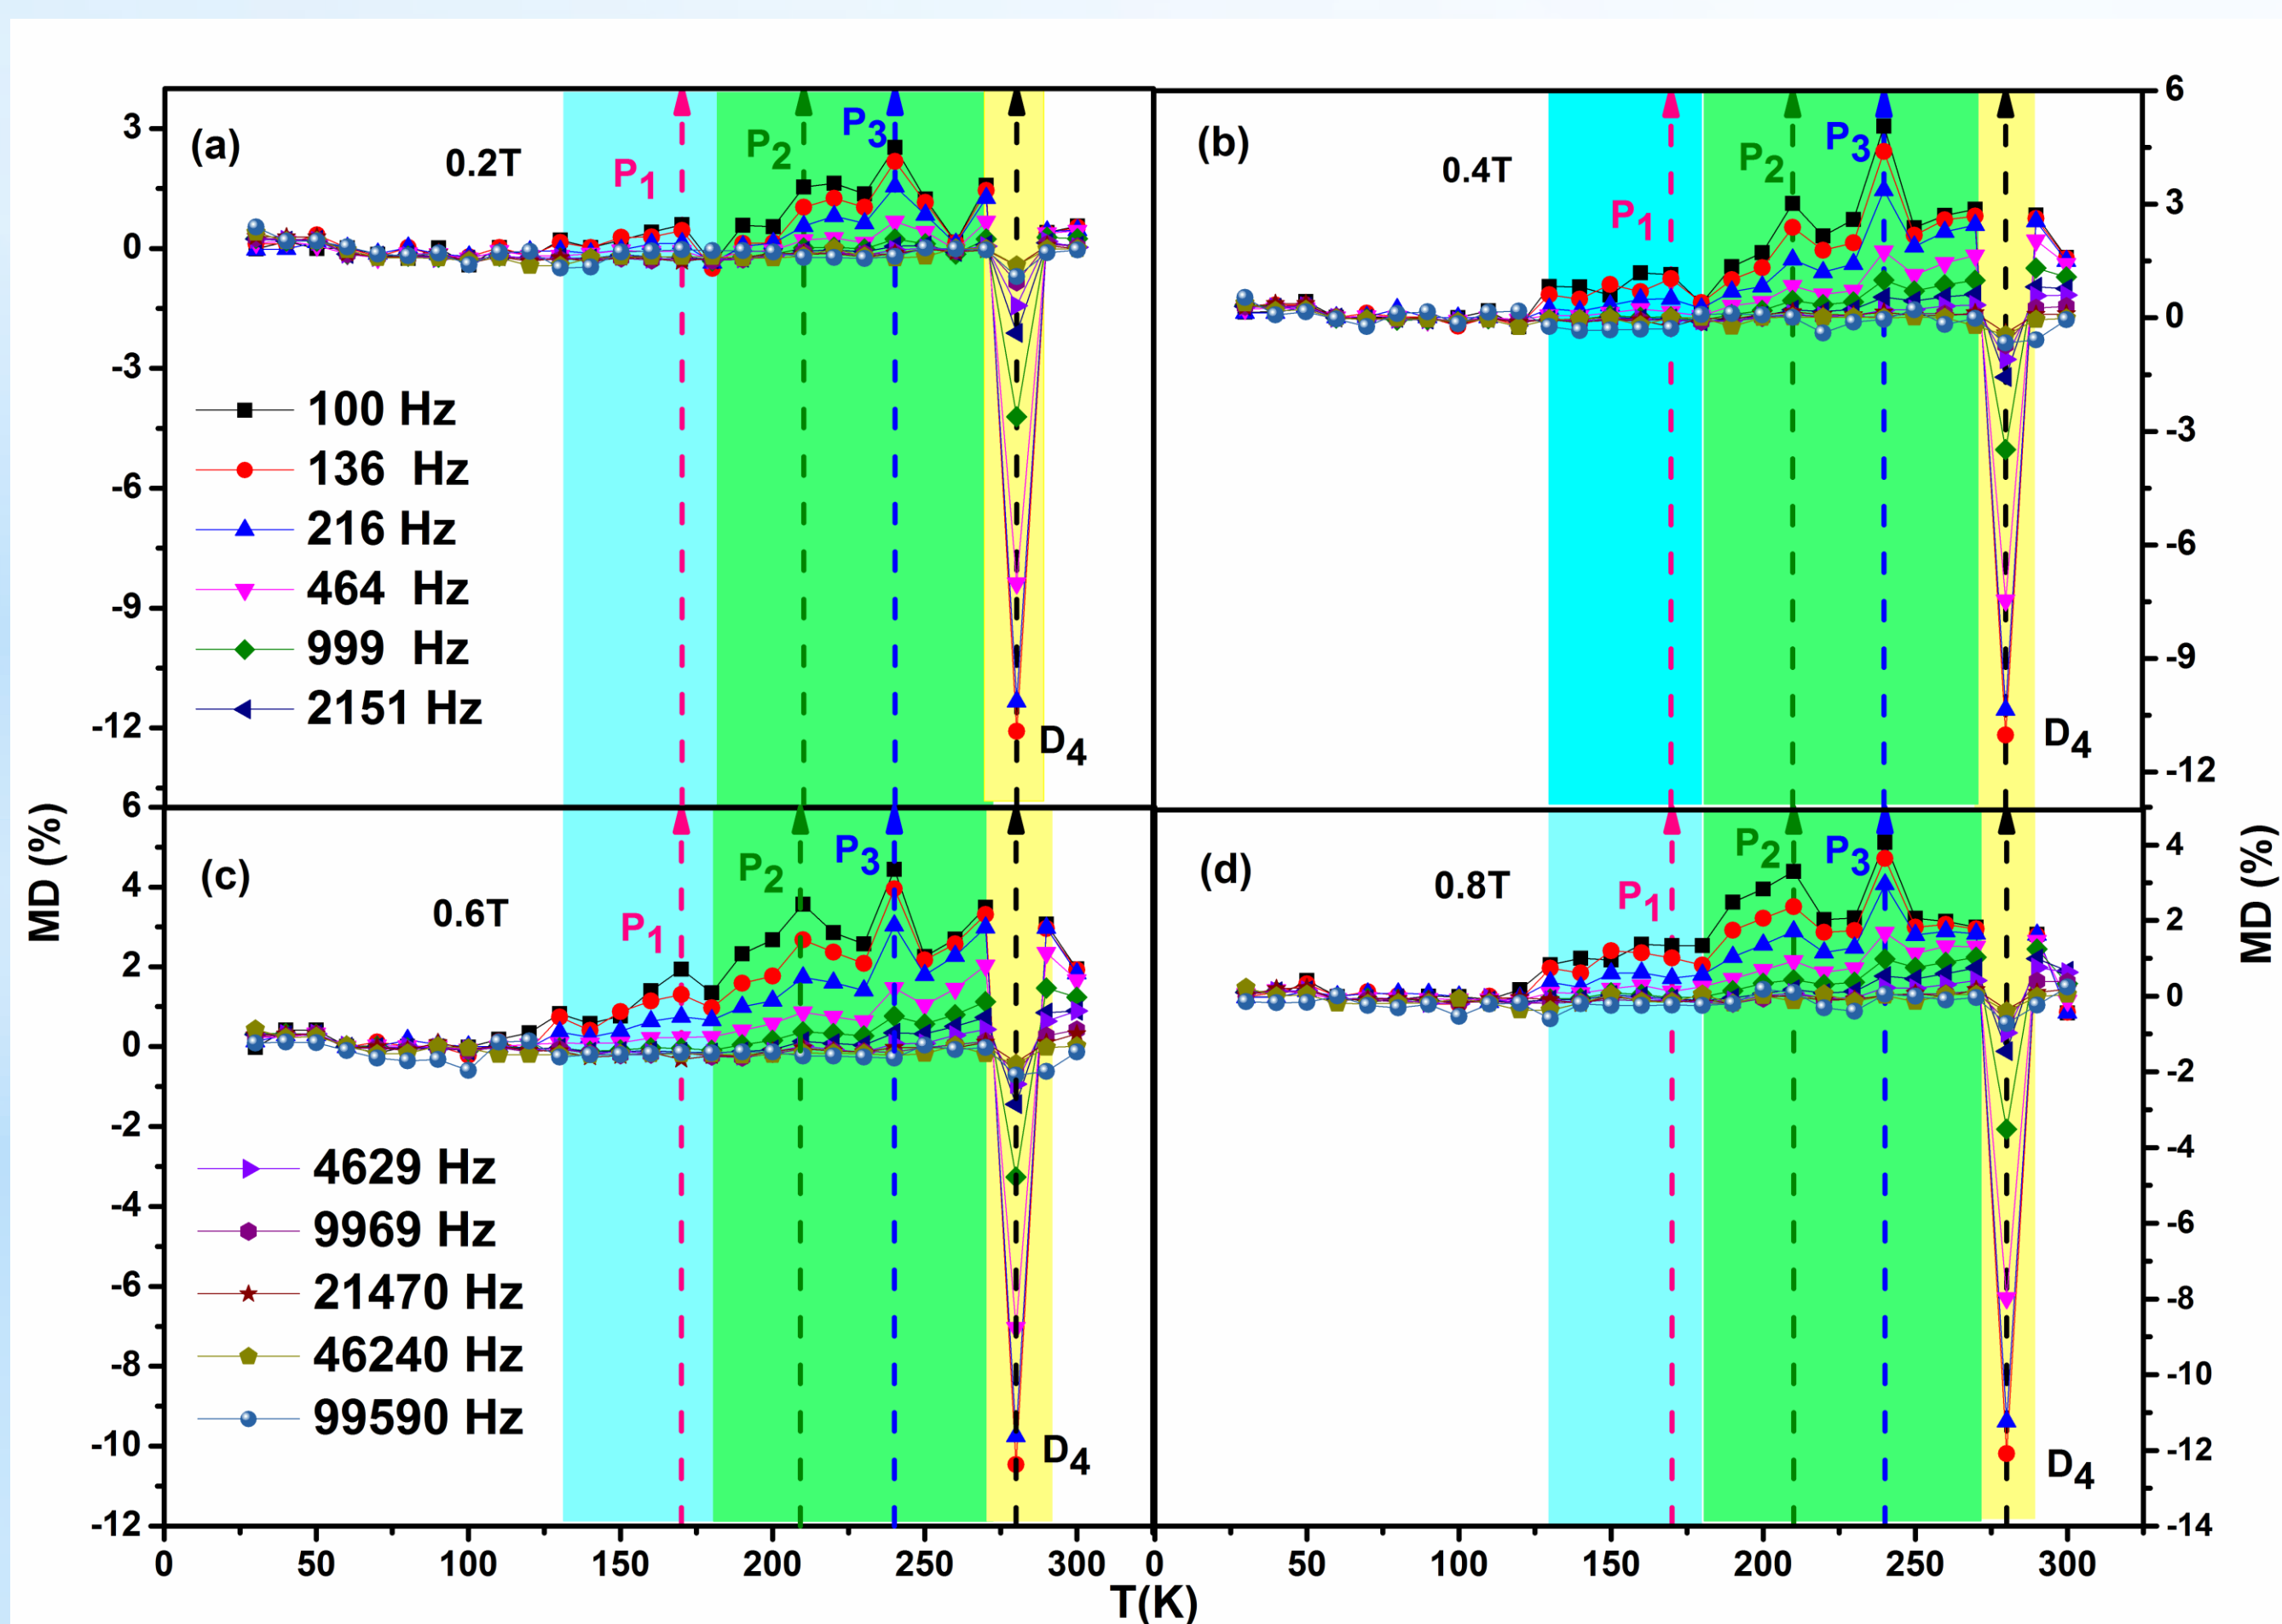 (a)
0.2T
P1
P2
P3
D4
3
0
-3
-6
-9
-12
100 Hz
136 Hz
216 Hz
464 Hz
999 Hz
2151 Hz
(b)
0.4T
P1
P2
P3
D4
6
3
0
-3
-6
-9
-12
(c)
0.6T
P1
P2
P3
D4
6
4
2
0
-2
-4
-6
-8
-10
-12
MD (%)
4629 Hz
9969 Hz
21470 Hz
46240 Hz
99590 Hz
(d)
0.8T
P1
P2
P3
D4
4
2
0
-2
-4
-6
-8
-10
-12
-14
MD (%)
0 50 100 150 200 250 300
0 50 100 150 200 250 300
T(K)